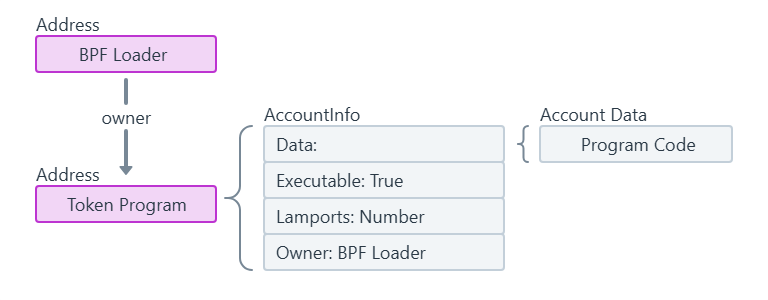 Address
BPF Loader
owner
Address
Token Program
AccountInfo
Data:
Executable: True
Lamports: Number
Owner: BPF Loader
Account Data
Program Code